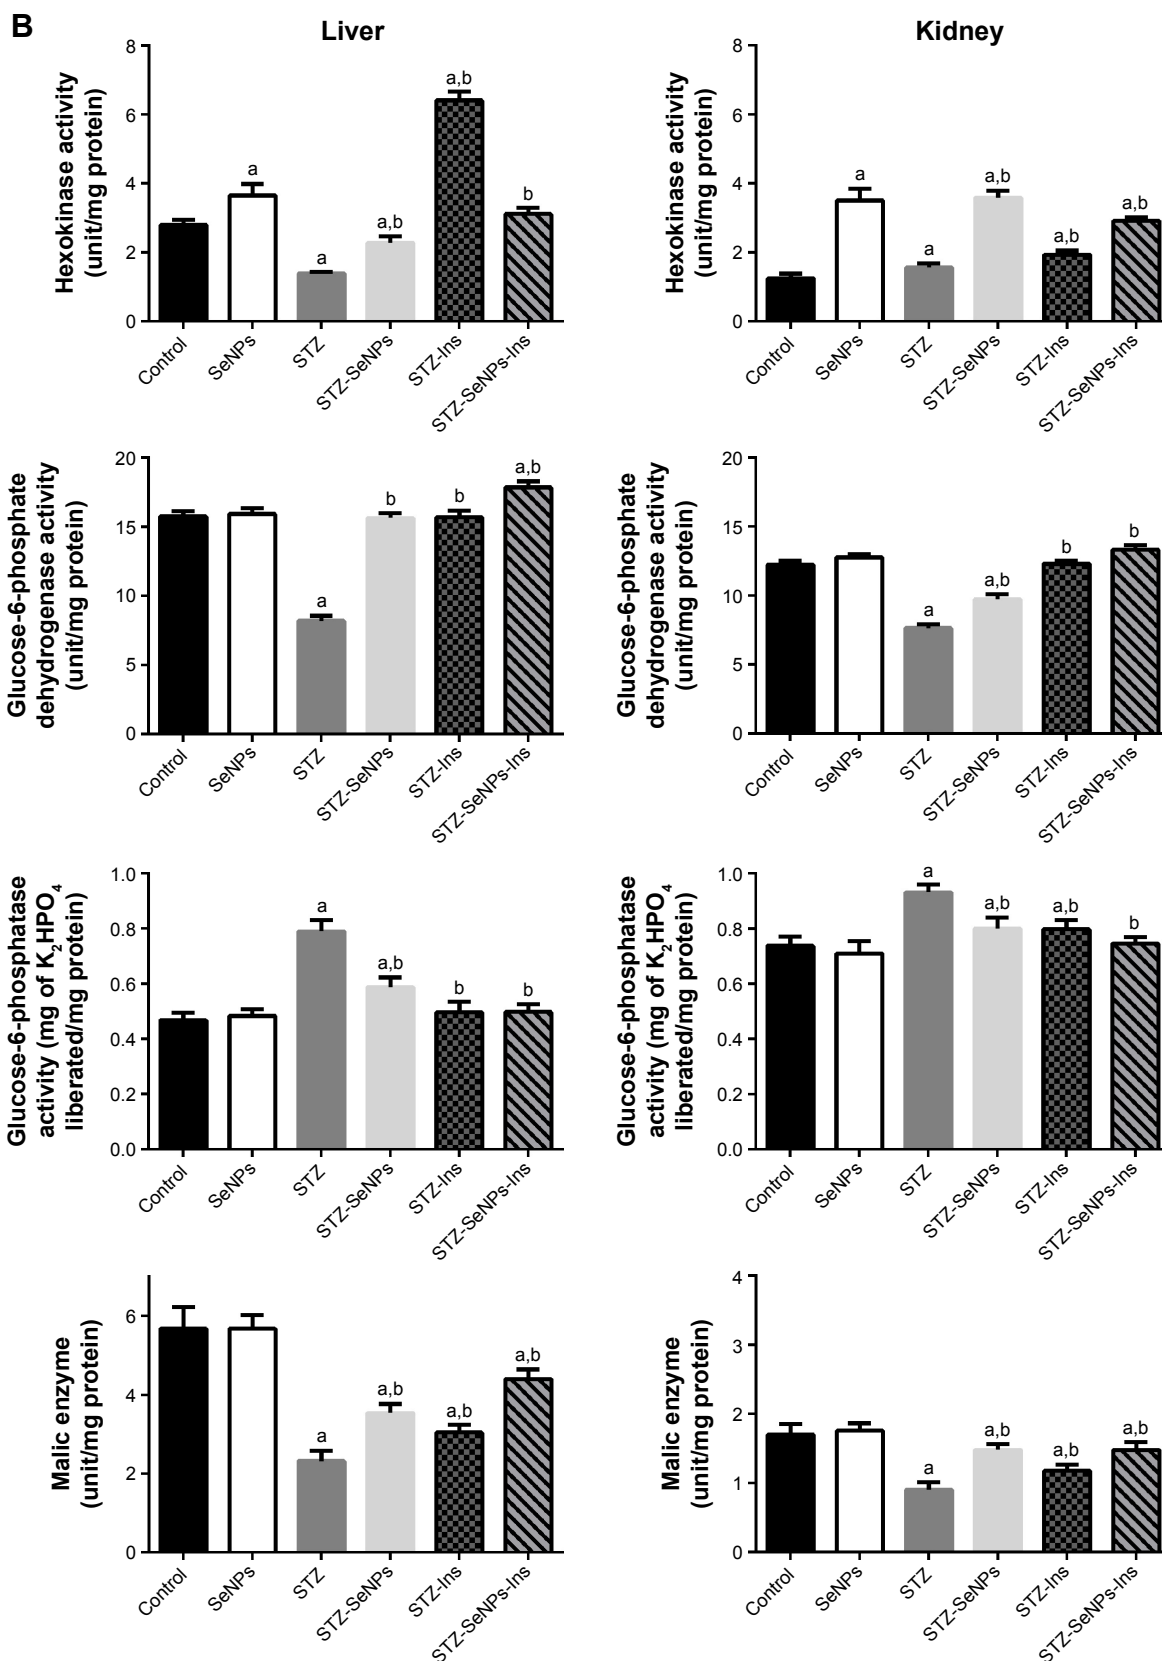 B
Liver
Kidney
Hexokinase activity
(unit/mg protein)
8
6
4
2
0
a
a
a,b
a,b
b
Control
SeNPs
STZ
STZ-SeNPs
STZ-Ins
STZ-SeNPs-Ins
Hexokinase activity
(unit/mg protein)
8
6
4
2
0
a
a
a,b
a,b
a,b
Control
SeNPs
STZ
STZ-SeNPs
STZ-Ins
STZ-SeNPs-Ins
Glucose-6-phosphate
dehydrogenase activity
(unit/mg protein)
20
15
10
5
0
a
b
b
a,b
Control
SeNPs
STZ
STZ-SeNPs
STZ-Ins
STZ-SeNPs-Ins
Glucose-6-phosphate
dehydrogenase activity
(unit/mg protein)
20
15
10
5
0
a
a,b
b
b
Control
SeNPs
STZ
STZ-SeNPs
STZ-Ins
STZ-SeNPs-Ins
Glucose-6-phosphatase
activity (mg of K₂HPO₄
liberated/mg protein)
1.0
0.8
0.6
0.4
0.2
0.0
a
a,b
b
b
Control
SeNPs
STZ
STZ-SeNPs
STZ-Ins
STZ-SeNPs-Ins
Glucose-6-phosphatase
activity (mg of K₂HPO₄
liberated/mg protein)
1.0
0.8
0.6
0.4
0.2
0.0
a
a,b
a,b
b
Control
SeNPs
STZ
STZ-SeNPs
STZ-Ins
STZ-SeNPs-Ins
Malic enzyme
(unit/mg protein)
6
4
2
0
a
a,b
a,b
a,b
Control
SeNPs
STZ
STZ-SeNPs
STZ-Ins
STZ-SeNPs-Ins
Malic enzyme
(unit/mg protein)
4
3
2
1
0
a
a,b
a,b
a,b
Control
SeNPs
STZ
STZ-SeNPs
STZ-Ins
STZ-SeNPs-Ins